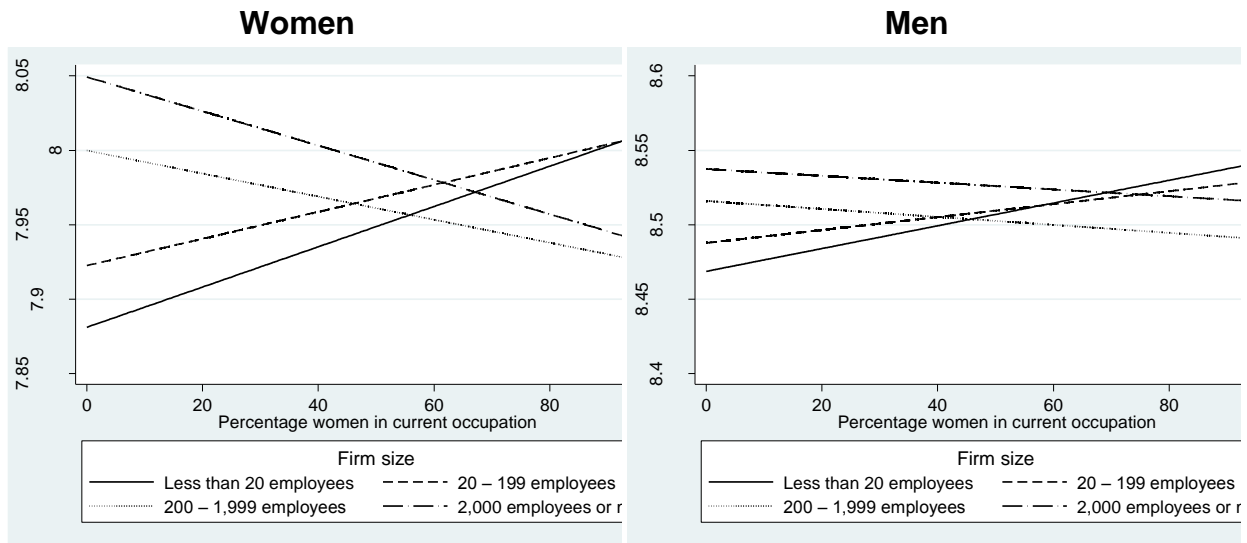 Women
8.05
8
7.95
7.9
7.85
0 20 40 60 80
Percentage women in current occupation
Firm size
Less than 20 employees 20 – 199 employees
200 – 1,999 employees 2,000 employees or
Men
8.6
8.55
8.5
8.45
8.4
0 20 40 60 80
Percentage women in current occupation
Firm size
Less than 20 employees 20 – 199 employees
200 – 1,999 employees 2,000 employees or